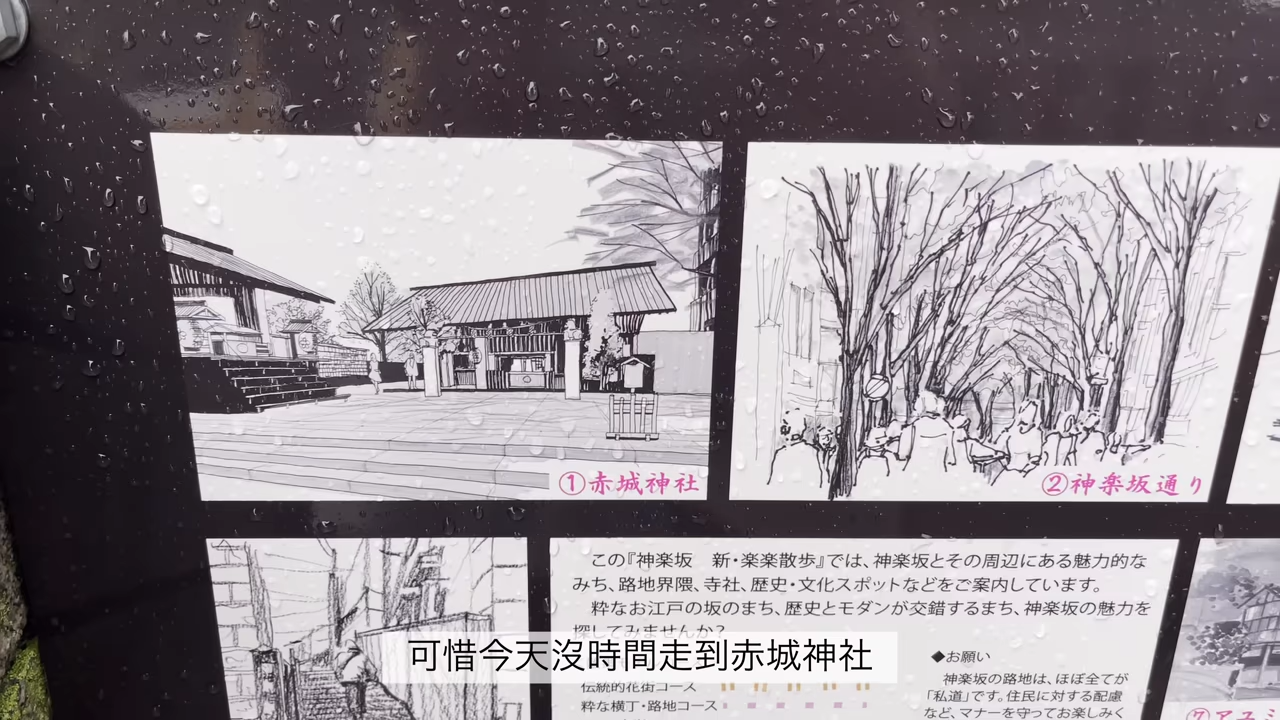 ①赤城神社
②神楽坂通り
この『神楽坂　新・楽楽散歩』では、神楽坂とその周辺にある魅力的な
みち、路地界隈、寺社、歴史・文化スポットなどをご案内しています。
粋なお江戸の坂のまち、歴史とモダンが交錯するまち、神楽坂の魅力を
探してみませんか？
伝統的花街コース
粋な横丁・路地コース
◆お願い
神楽坂の路地は、ほぼ全てが
「私道」です。住民に対する配慮
など、マナーを守ってお楽しみく
可惜今天沒時間走到赤城神社